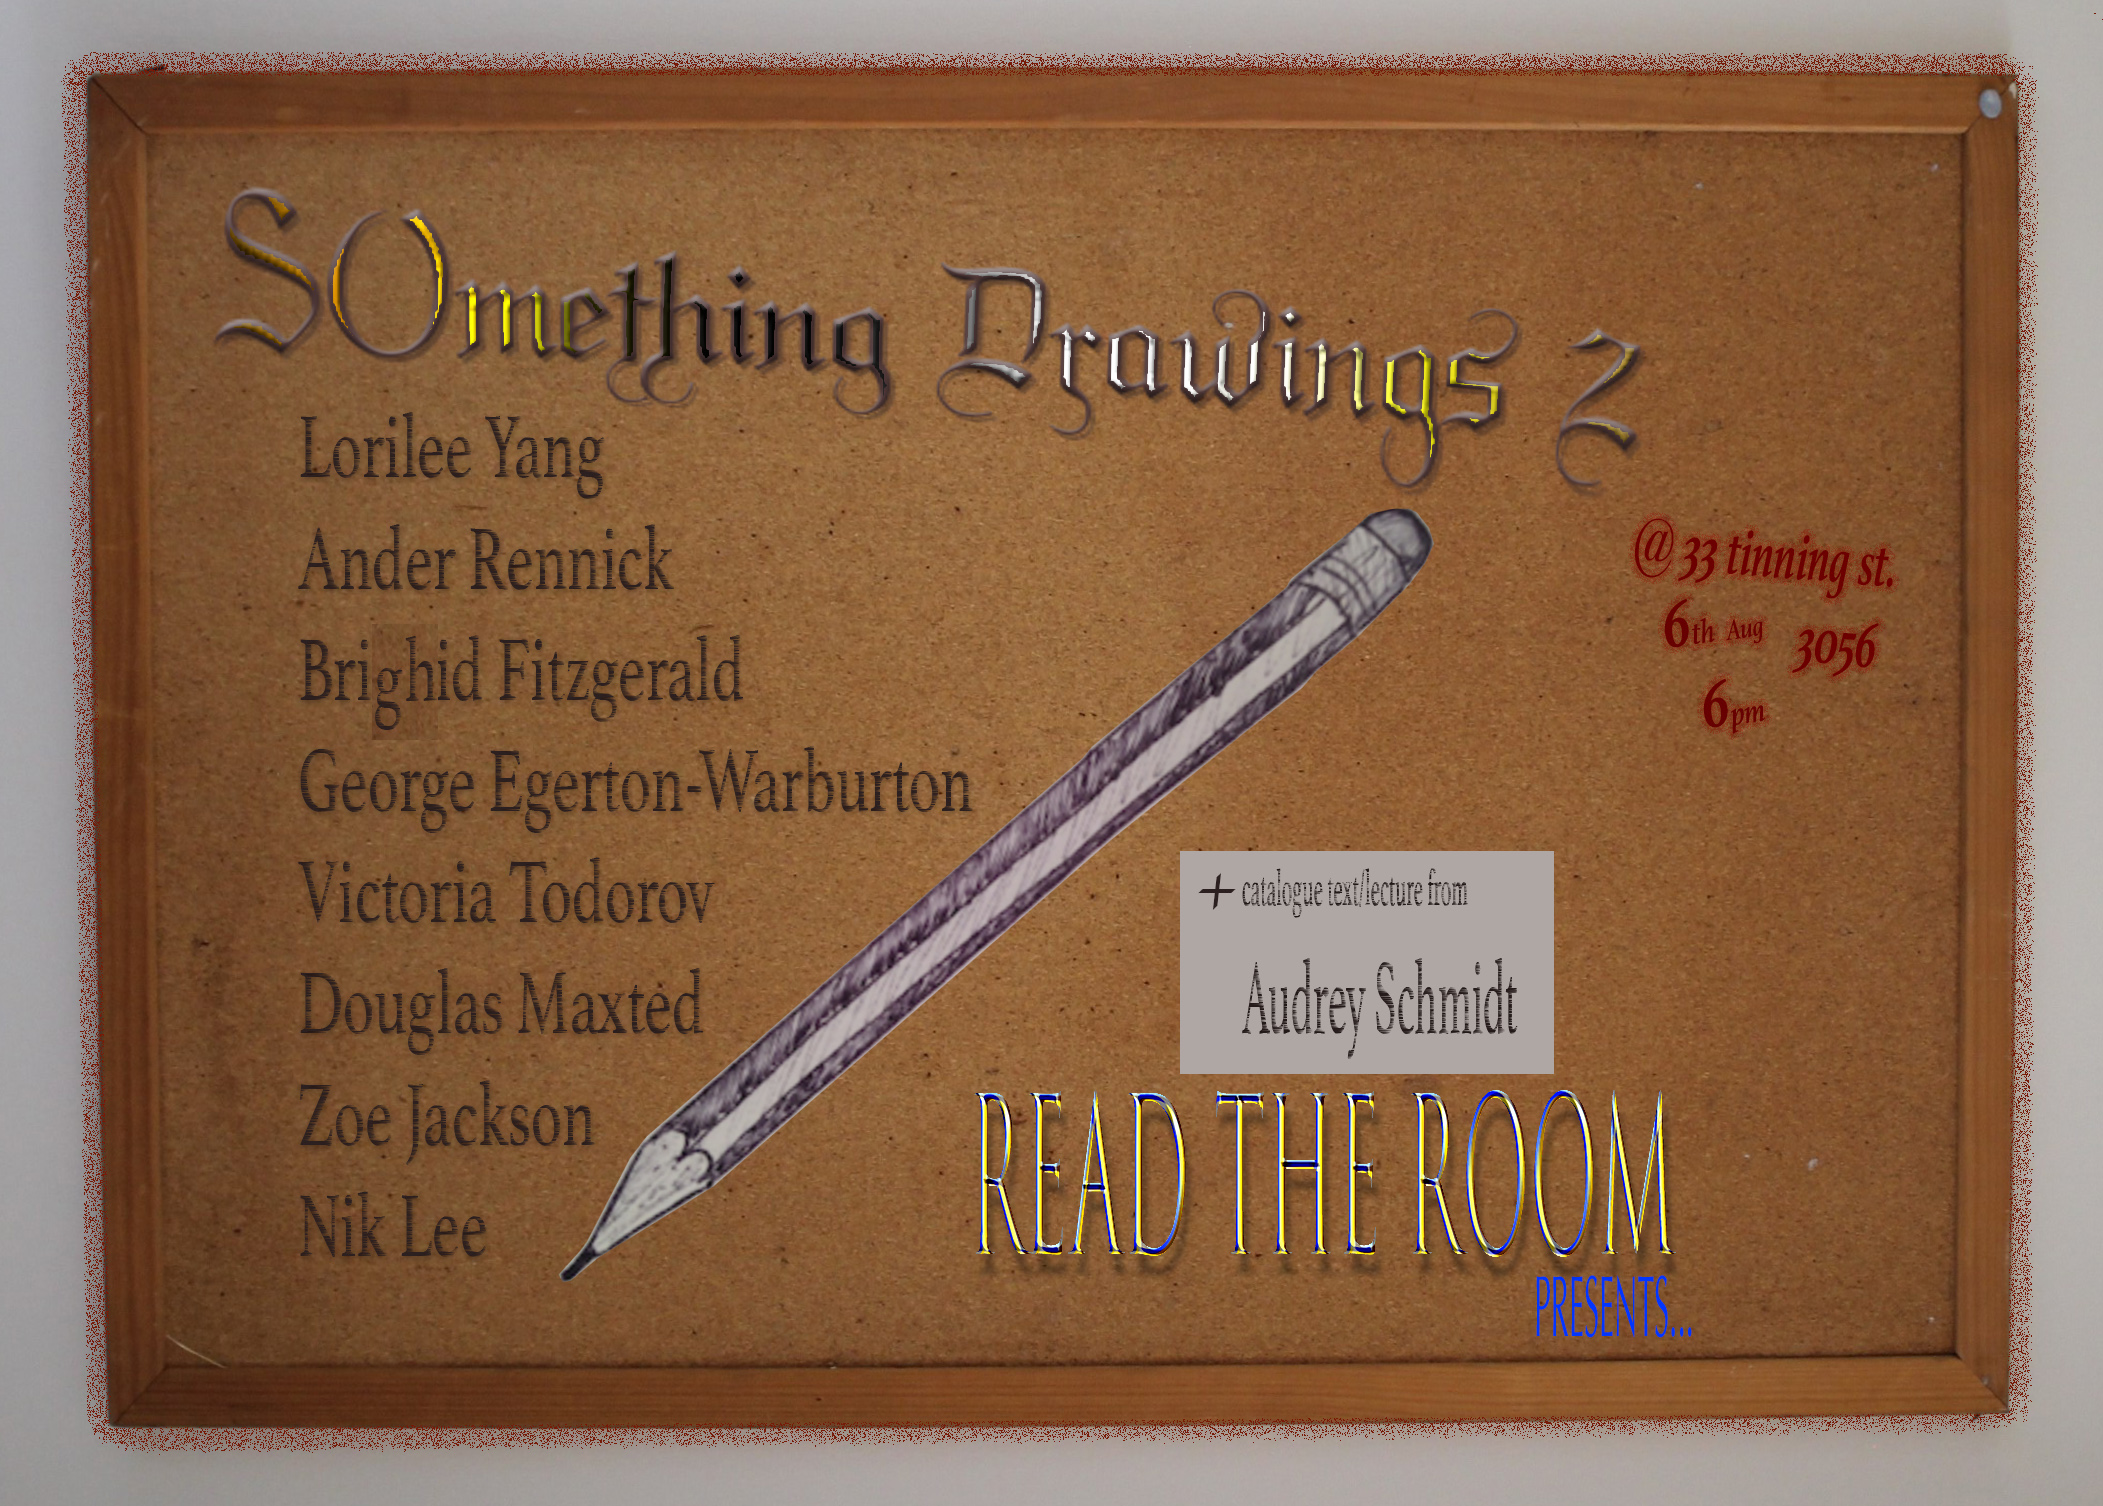 SOmething Drawings 2
Lorilee Yang
Ander Rennick
Brighid Fitzgerald
George Egerton-Warburton
Victoria Todorov
Douglas Maxted
Zoe Jackson
Nik Lee
@ 33 tinning st.
6th Aug 3056
6pm
+ catalogue text/lecture from
Audrey Schmidt
READ THE ROOM
PRESENTS...